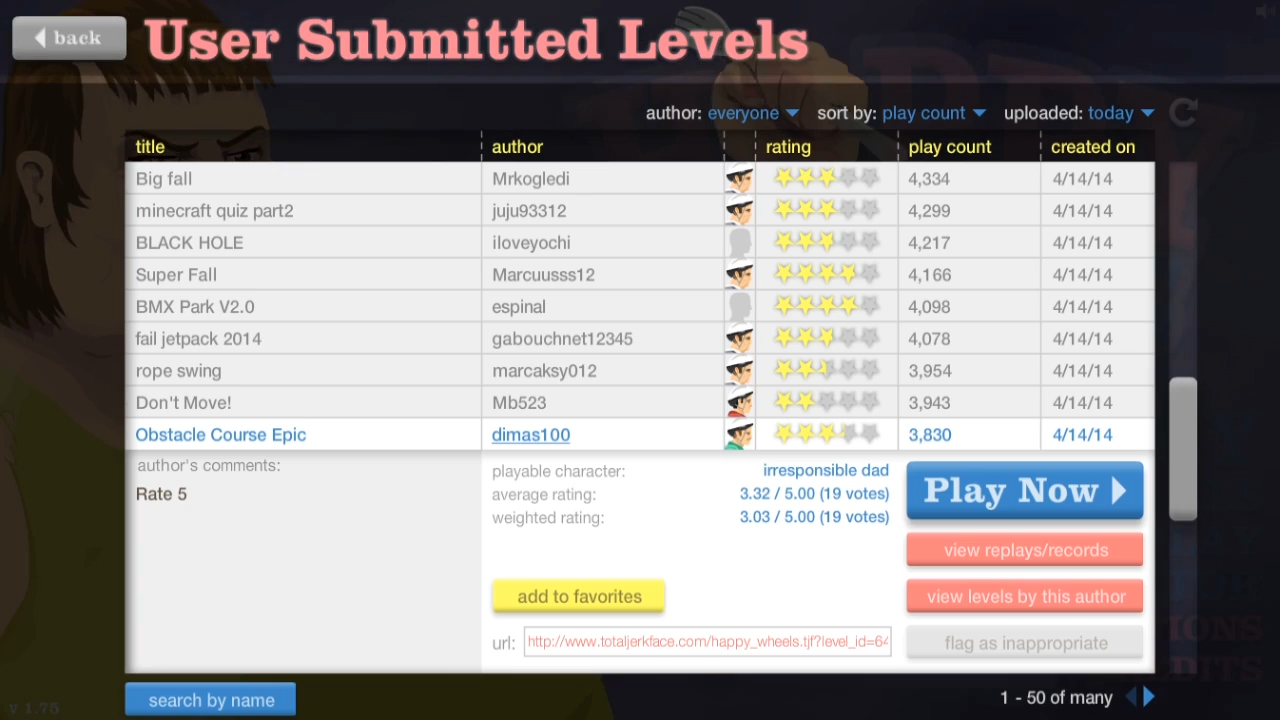 back
User Submitted Levels
author: everyone sort by: play count uploaded: today
title author rating play count created on
Big fall Mrkogledi 4,334 4/14/14
minecraft quiz part2 juju93312 4,299 4/14/14
BLACK HOLE iloveyochi 4,217 4/14/14
Super Fall Marcuusss12 4,166 4/14/14
BMX Park V2.0 espinal 4,098 4/14/14
fail jetpack 2014 gabouchnet12345 4,078 4/14/14
rope swing marcaksy012 3,954 4/14/14
Don't Move! Mb523 3,943 4/14/14
Obstacle Course Epic dimas100 3,830 4/14/14
author's comments:
Rate 5
playable character: irresponsible dad
average rating: 3.32 / 5.00 (19 votes)
weighted rating: 3.03 / 5.00 (19 votes)
Play Now
view replays/records
add to favorites
view levels by this author
url: http://www.totaljerkface.com/happy_wheels.tjf?level_id=64
flag as inappropriate
search by name
1 - 50 of many
v 1.75